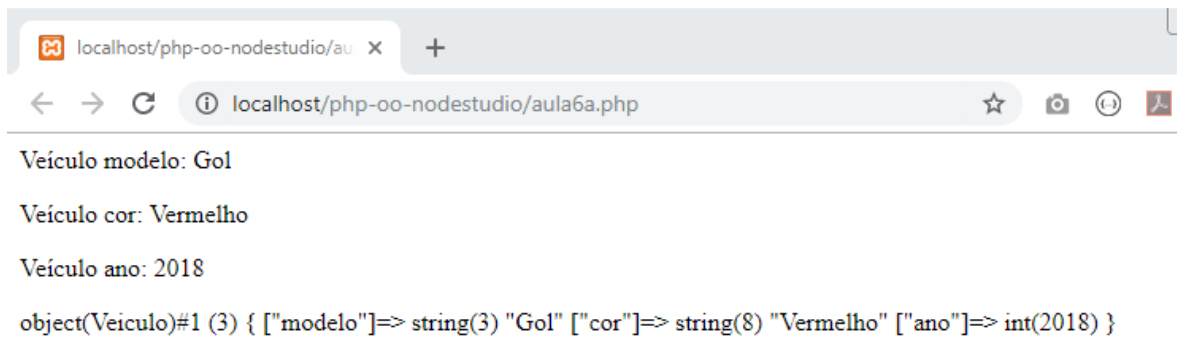 localhost/php-oo-nodestudio/au
localhost/php-oo-nodestudio/aula6a.php
Veículo modelo: Gol
Veículo cor: Vermelho
Veículo ano: 2018
object(Veiculo)#1 (3) { ["modelo"]=> string(3) "Gol" ["cor"]=> string(8) "Vermelho" ["ano"]=> int(2018) }